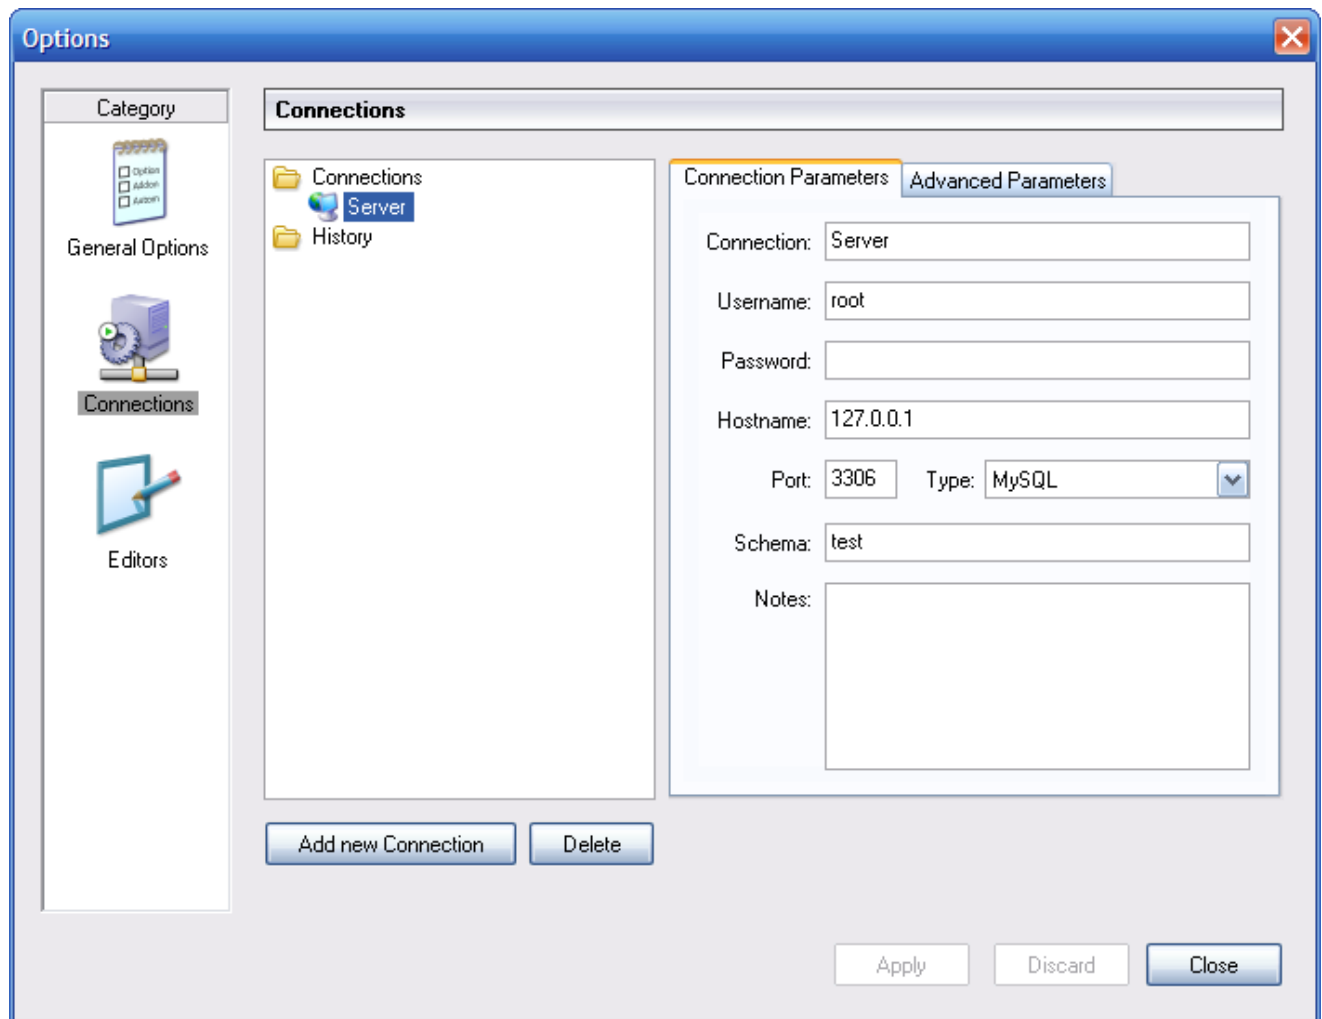 Options
Category
Option
Addon
General Options
Connections
Editors
Connections
Connections
Server
History
Add new Connection
Delete
Connection Parameters
Advanced Parameters
Connection: Server
Username: root
Password:
Hostname: 127.0.0.1
Port: 3306 Type: MySQL
Schema: test
Notes:
Apply
Discard
Close